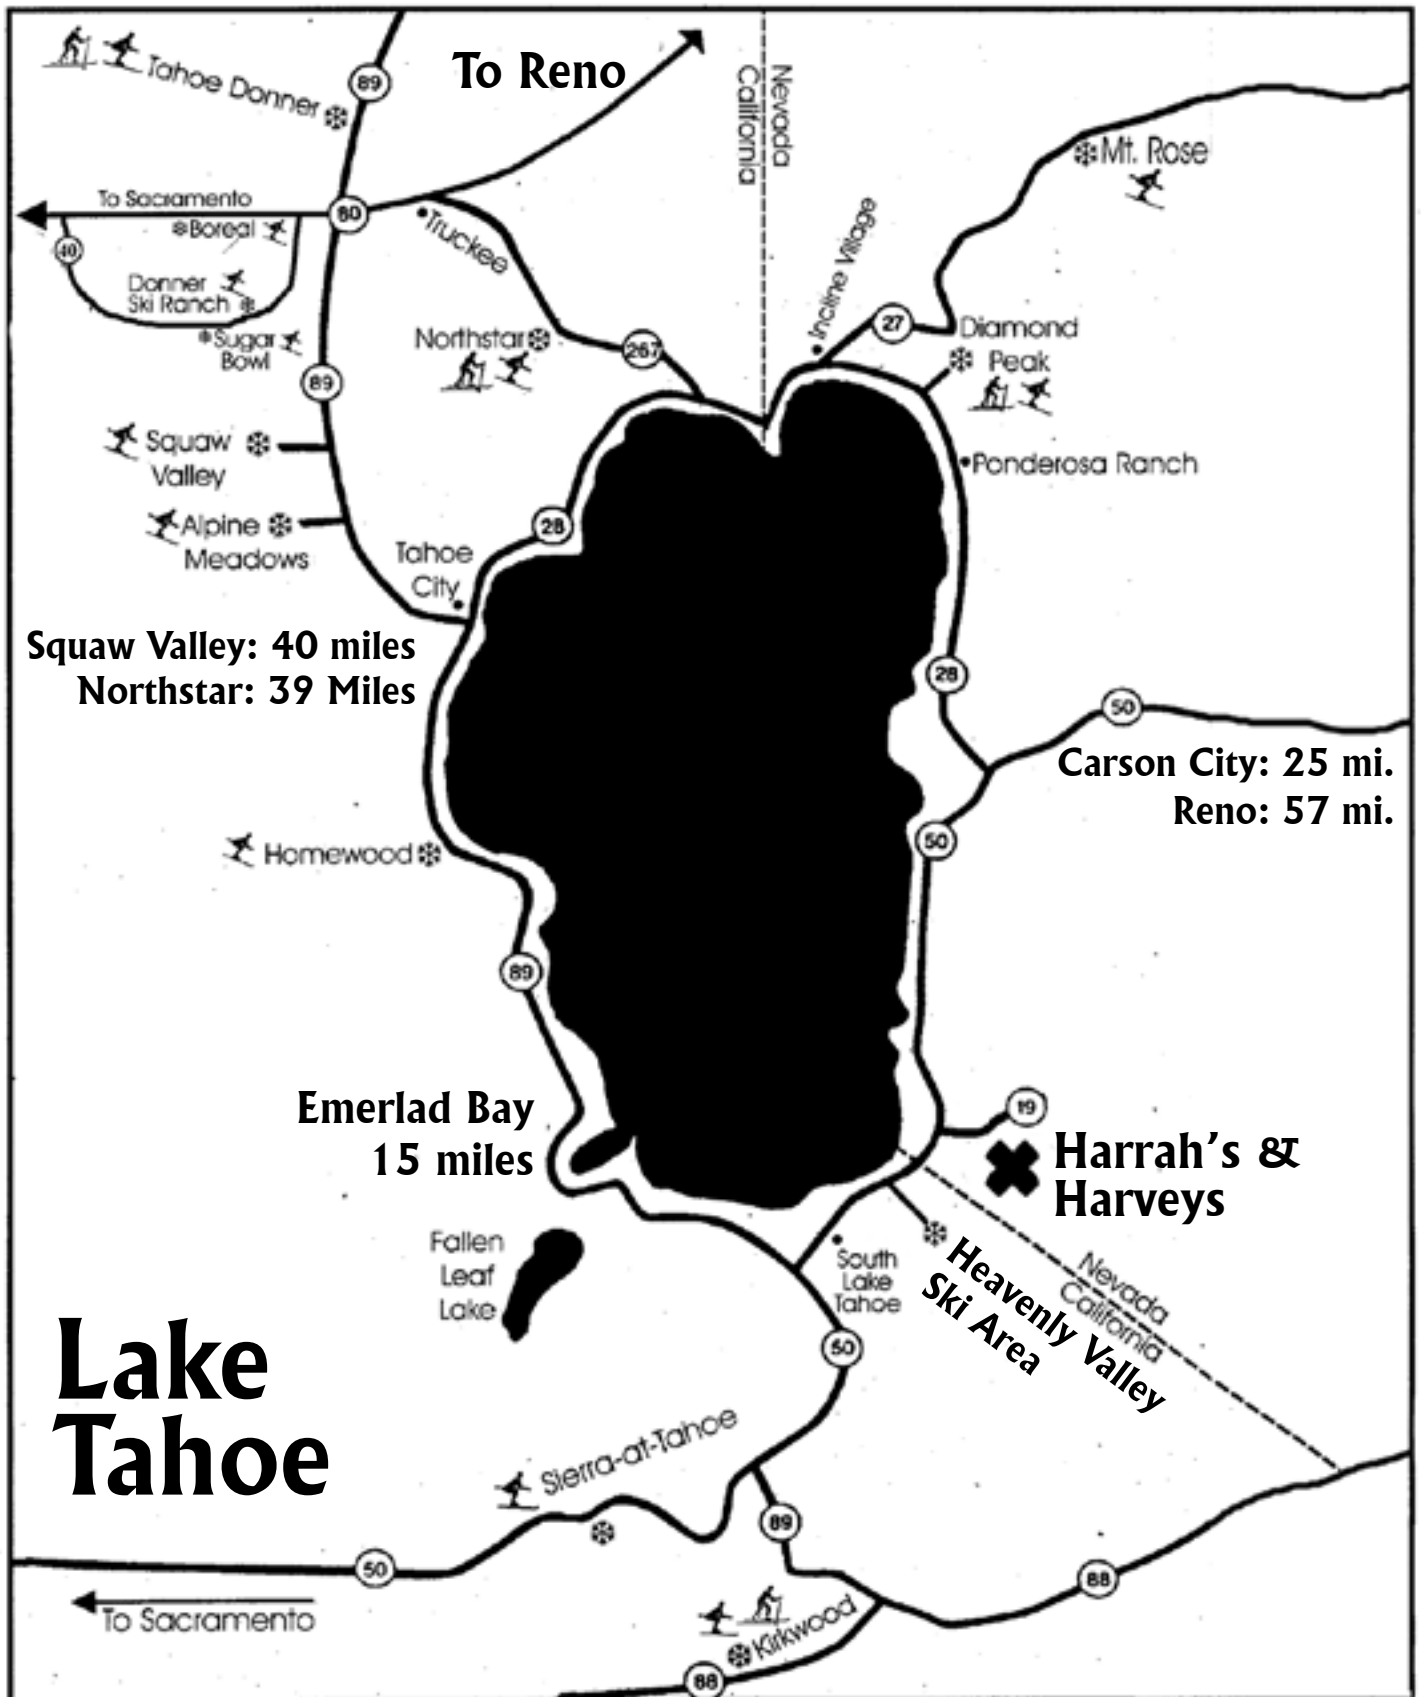 Tahoe Donner
89
To Reno
Nevada
California
Mt. Rose
To Sacramento
80
Boreal
40
Truckee
Donner
Ski Ranch
Sugar
Bowl
Incline Village
27
Diamond
Peak
Northstar
267
89
Squaw
Valley
Ponderosa Ranch
Alpine
Meadows
28
Tahoe
City
Squaw Valley: 40 miles
Northstar: 39 Miles
28
50
Carson City: 25 mi.
Reno: 57 mi.
50
Homewood
89
Emerlad Bay
15 miles
19
Harrah's &
Harveys
Fallen
Leaf
Lake
South
Lake
Tahoe
Heavenly Valley
Ski Area
Nevada
California
50
Lake
Tahoe
Sierra-at-Tahoe
89
50
88
To Sacramento
Kirkwood
88